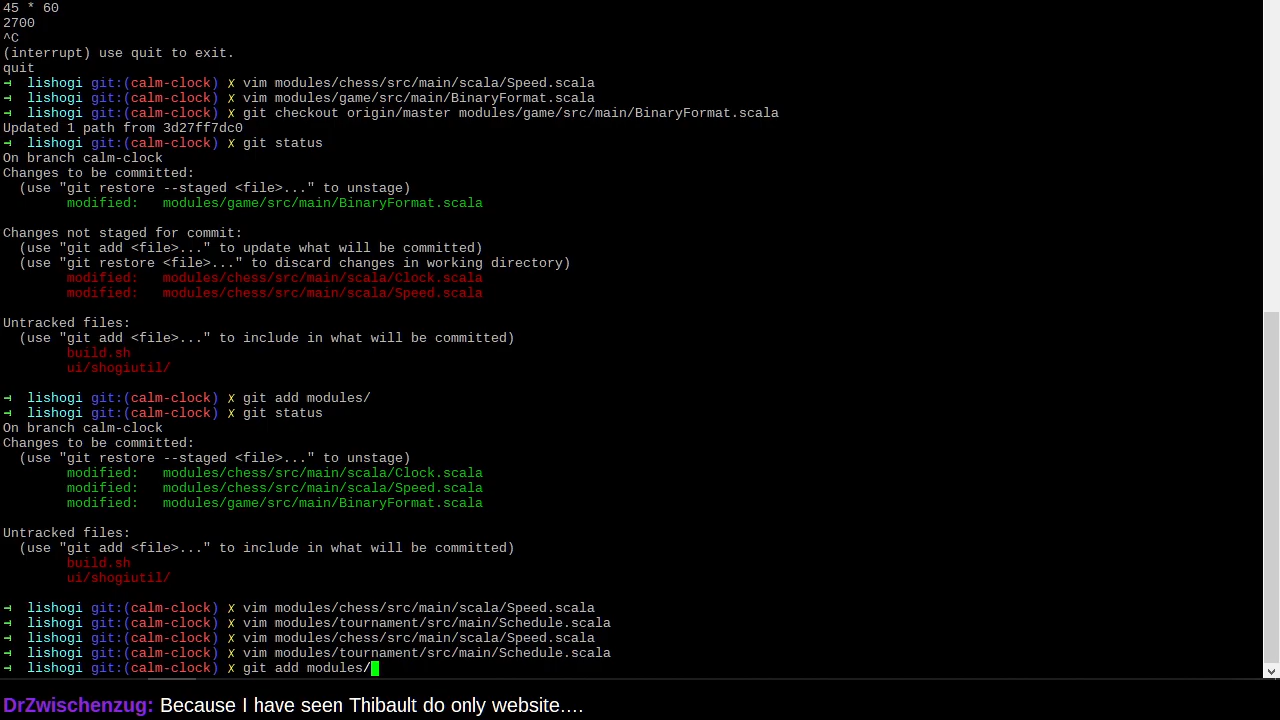 45 * 60
2700
^C
(interrupt) use quit to exit.
quit
→ lishogi git:(calm-clock) ✗ vim modules/chess/src/main/scala/Speed.scala
→ lishogi git:(calm-clock) ✗ vim modules/game/src/main/BinaryFormat.scala
→ lishogi git:(calm-clock) ✗ git checkout origin/master modules/game/src/main/BinaryFormat.scala
Updated 1 path from 3d27ff7dc0
→ lishogi git:(calm-clock) ✗ git status
On branch calm-clock
Changes to be committed:
  (use "git restore --staged <file>..." to unstage)
        modified:   modules/game/src/main/BinaryFormat.scala

Changes not staged for commit:
  (use "git add <file>..." to update what will be committed)
  (use "git restore <file>..." to discard changes in working directory)
        modified:   modules/chess/src/main/scala/Clock.scala
        modified:   modules/chess/src/main/scala/Speed.scala

Untracked files:
  (use "git add <file>..." to include in what will be committed)
        build.sh
        ui/shogiutil/

→ lishogi git:(calm-clock) ✗ git add modules/
→ lishogi git:(calm-clock) ✗ git status
On branch calm-clock
Changes to be committed:
  (use "git restore --staged <file>..." to unstage)
        modified:   modules/chess/src/main/scala/Clock.scala
        modified:   modules/chess/src/main/scala/Speed.scala
        modified:   modules/game/src/main/BinaryFormat.scala

Untracked files:
  (use "git add <file>..." to include in what will be committed)
        build.sh
        ui/shogiutil/

→ lishogi git:(calm-clock) ✗ vim modules/chess/src/main/scala/Speed.scala
→ lishogi git:(calm-clock) ✗ vim modules/tournament/src/main/Schedule.scala
→ lishogi git:(calm-clock) ✗ vim modules/chess/src/main/scala/Speed.scala
→ lishogi git:(calm-clock) ✗ vim modules/tournament/src/main/Schedule.scala
→ lishogi git:(calm-clock) ✗ git add modules/
DrZwischenzug: Because I have seen Thibault do only website....